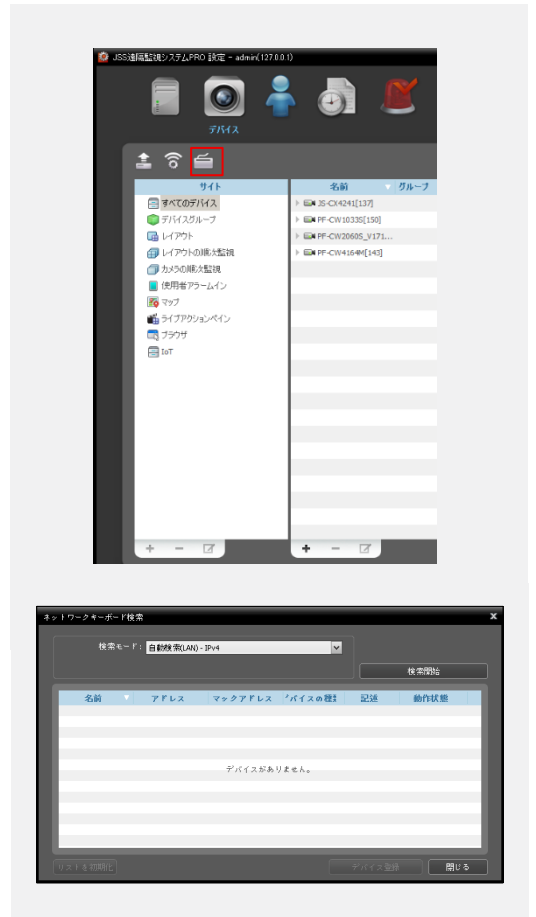 JSS遠隔監視システムPRO 設定 - admin(127.0.0.1)
デバイス
サイト
名前
グループ
すべてのデバイス
JS-CX4241[137]
デバイスグループ
PF-CW1033S[150]
レイアウト
PF-CW2060S_V171...
レイアウトの順次監視
PF-CW4164M[143]
カメラの順次監視
使用者アラームイン
マップ
ライブアクションペイン
ブラウザ
IoT
ネットワークキーボード検索
x
検索モード:
自動検索(LAN) - IPv4
検索開始
名前
アドレス
マックアドレス
バイスの種
記述
動作状態
デバイスがありません。
リストを初期化
デバイス登録
閉じる